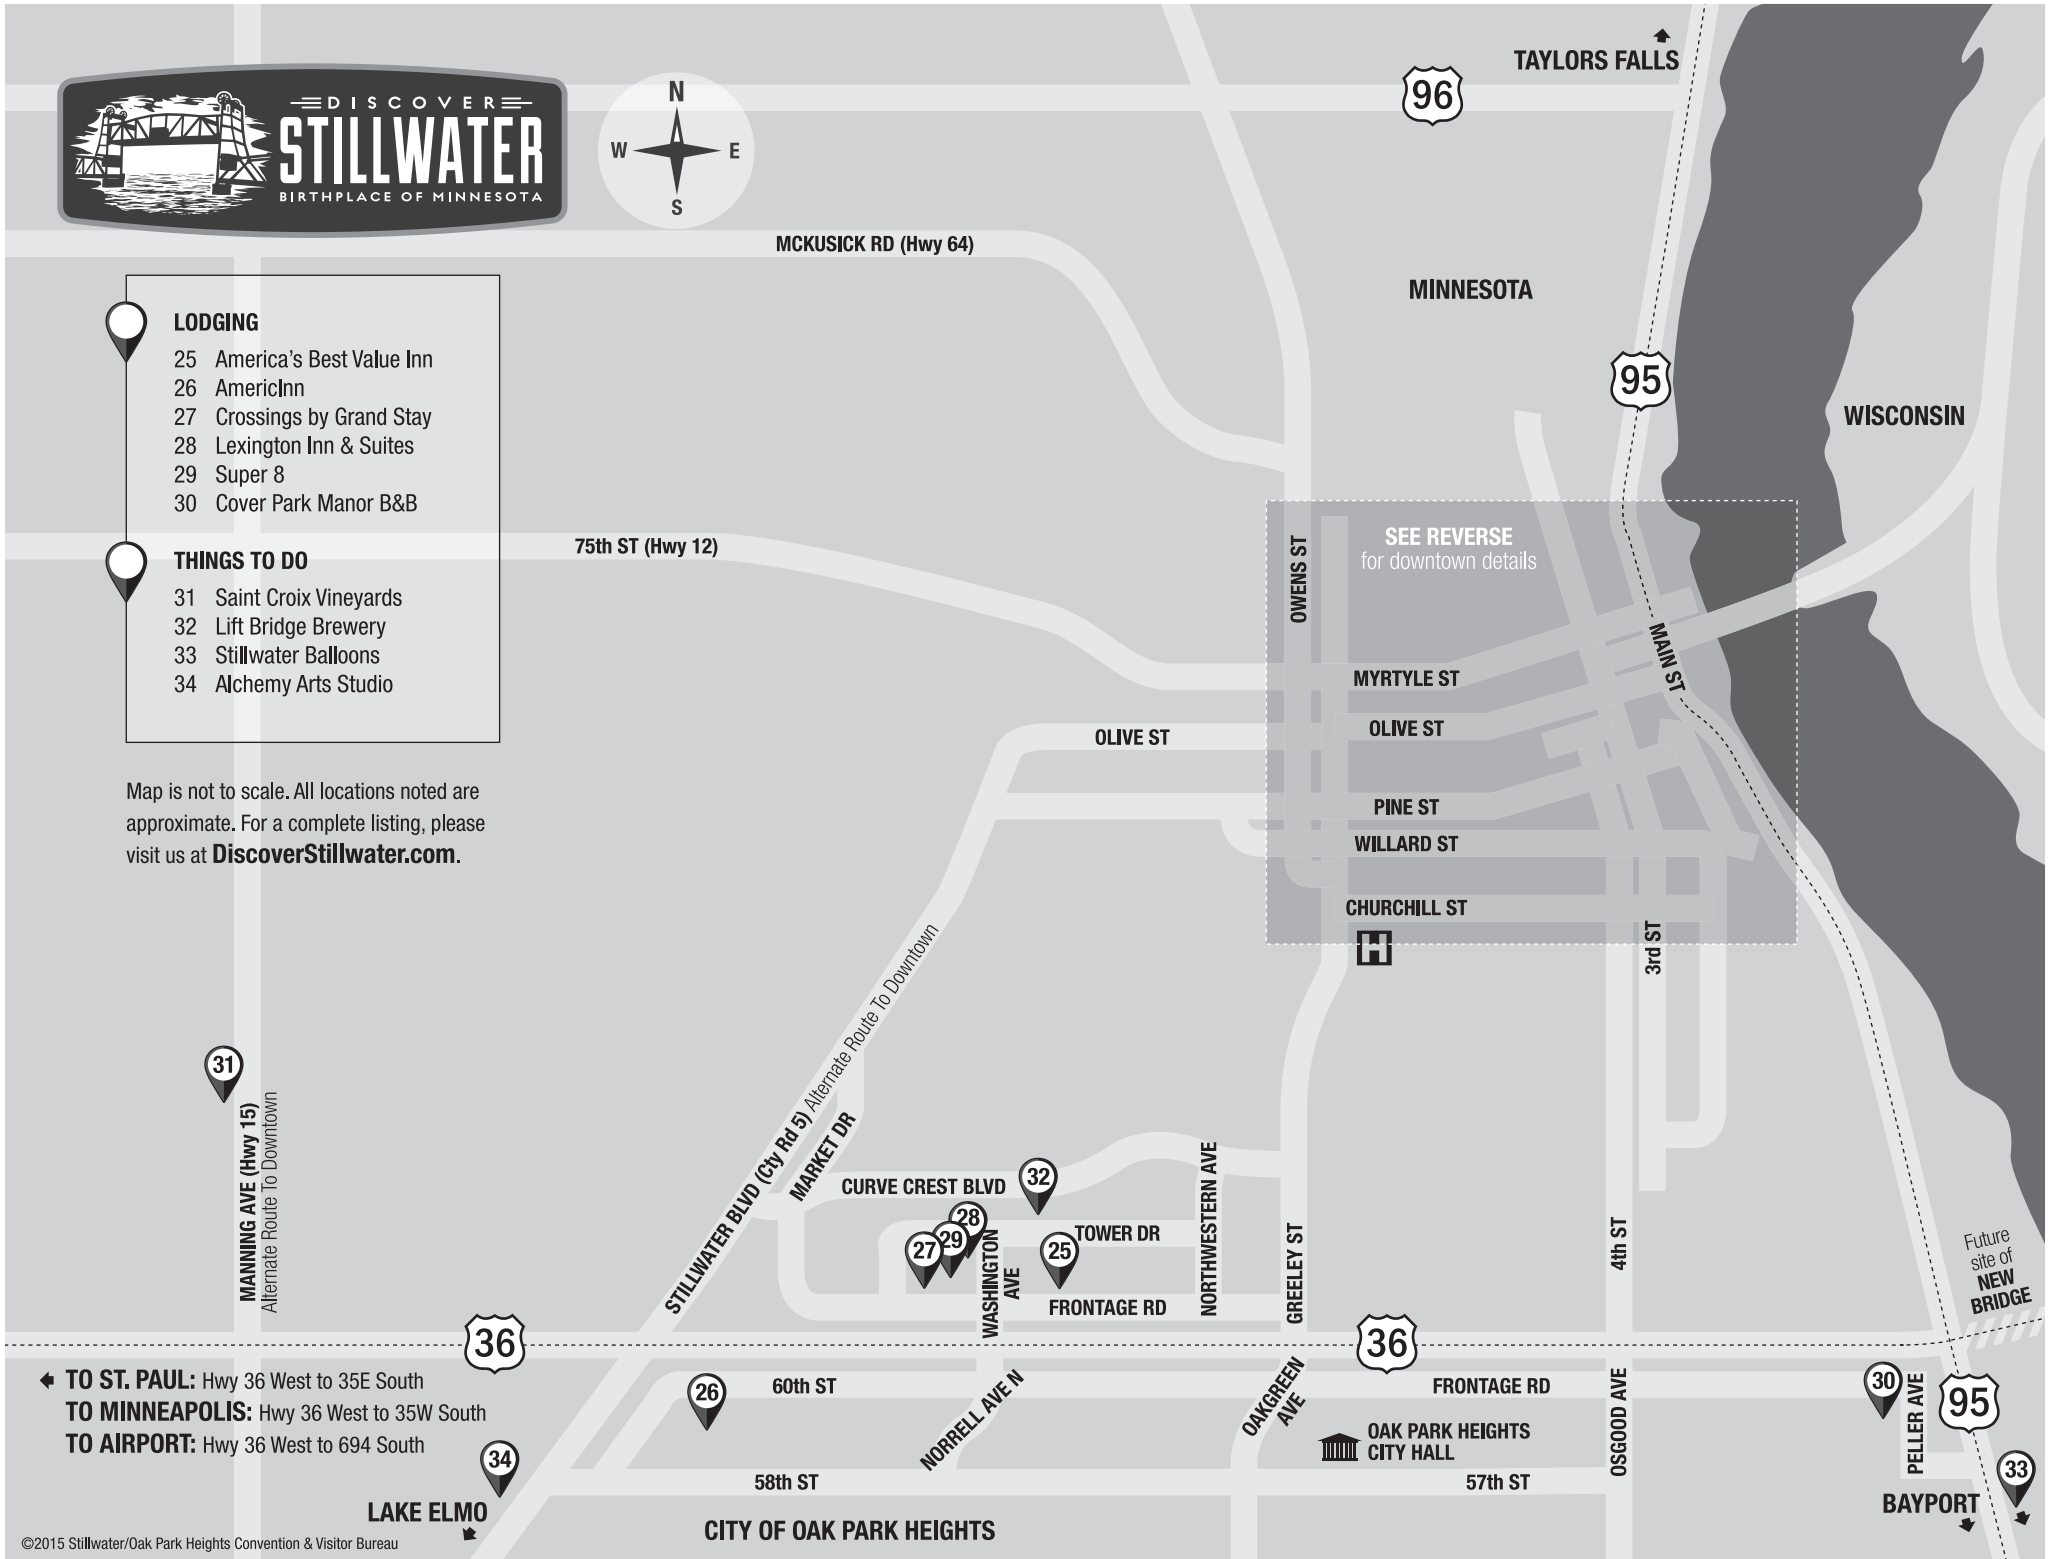 TAYLORS FALLS
96
DISCOVER
STILLWATER
BIRTHPLACE OF MINNESOTA
N
W
E
S
MCKUSICK RD (Hwy 64)
MINNESOTA
95
WISCONSIN
LODGING
25 America's Best Value Inn
26 AmericInn
27 Crossings by Grand Stay
28 Lexington Inn & Suites
29 Super 8
30 Cover Park Manor B&B
THINGS TO DO
31 Saint Croix Vineyards
32 Lift Bridge Brewery
33 Stillwater Balloons
34 Alchemy Arts Studio
Map is not to scale. All locations noted are
approximate. For a complete listing, please
visit us at DiscoverStillwater.com.
75th ST (Hwy 12)
SEE REVERSE
for downtown details
OWENS ST
MAIN ST
MYRTYLE ST
OLIVE ST
OLIVE ST
PINE ST
WILLARD ST
CHURCHILL ST
H
3rd ST
31
MANNING AVE (Hwy 15)
Alternate Route To Downtown
STILLWATER BLVD (Cty Rd 5) Alternate Route To Downtown
MARKET DR
CURVE CREST BLVD
32
28
29
27
25
TOWER DR
WASHINGTON
AVE
FRONTAGE RD
NORTHWESTERN AVE
GREELEY ST
4th ST
Future
site of
NEW
BRIDGE
36
36
TO ST. PAUL: Hwy 36 West to 35E South
TO MINNEAPOLIS: Hwy 36 West to 35W South
TO AIRPORT: Hwy 36 West to 694 South
26
60th ST
NORRELL AVE N
OAKGREEN
AVE
FRONTAGE RD
OSGOOD AVE
30
PELLER AVE
95
OAK PARK HEIGHTS
CITY HALL
34
58th ST
57th ST
33
LAKE ELMO
BAYPORT
CITY OF OAK PARK HEIGHTS
©2015 Stillwater/Oak Park Heights Convention & Visitor Bureau